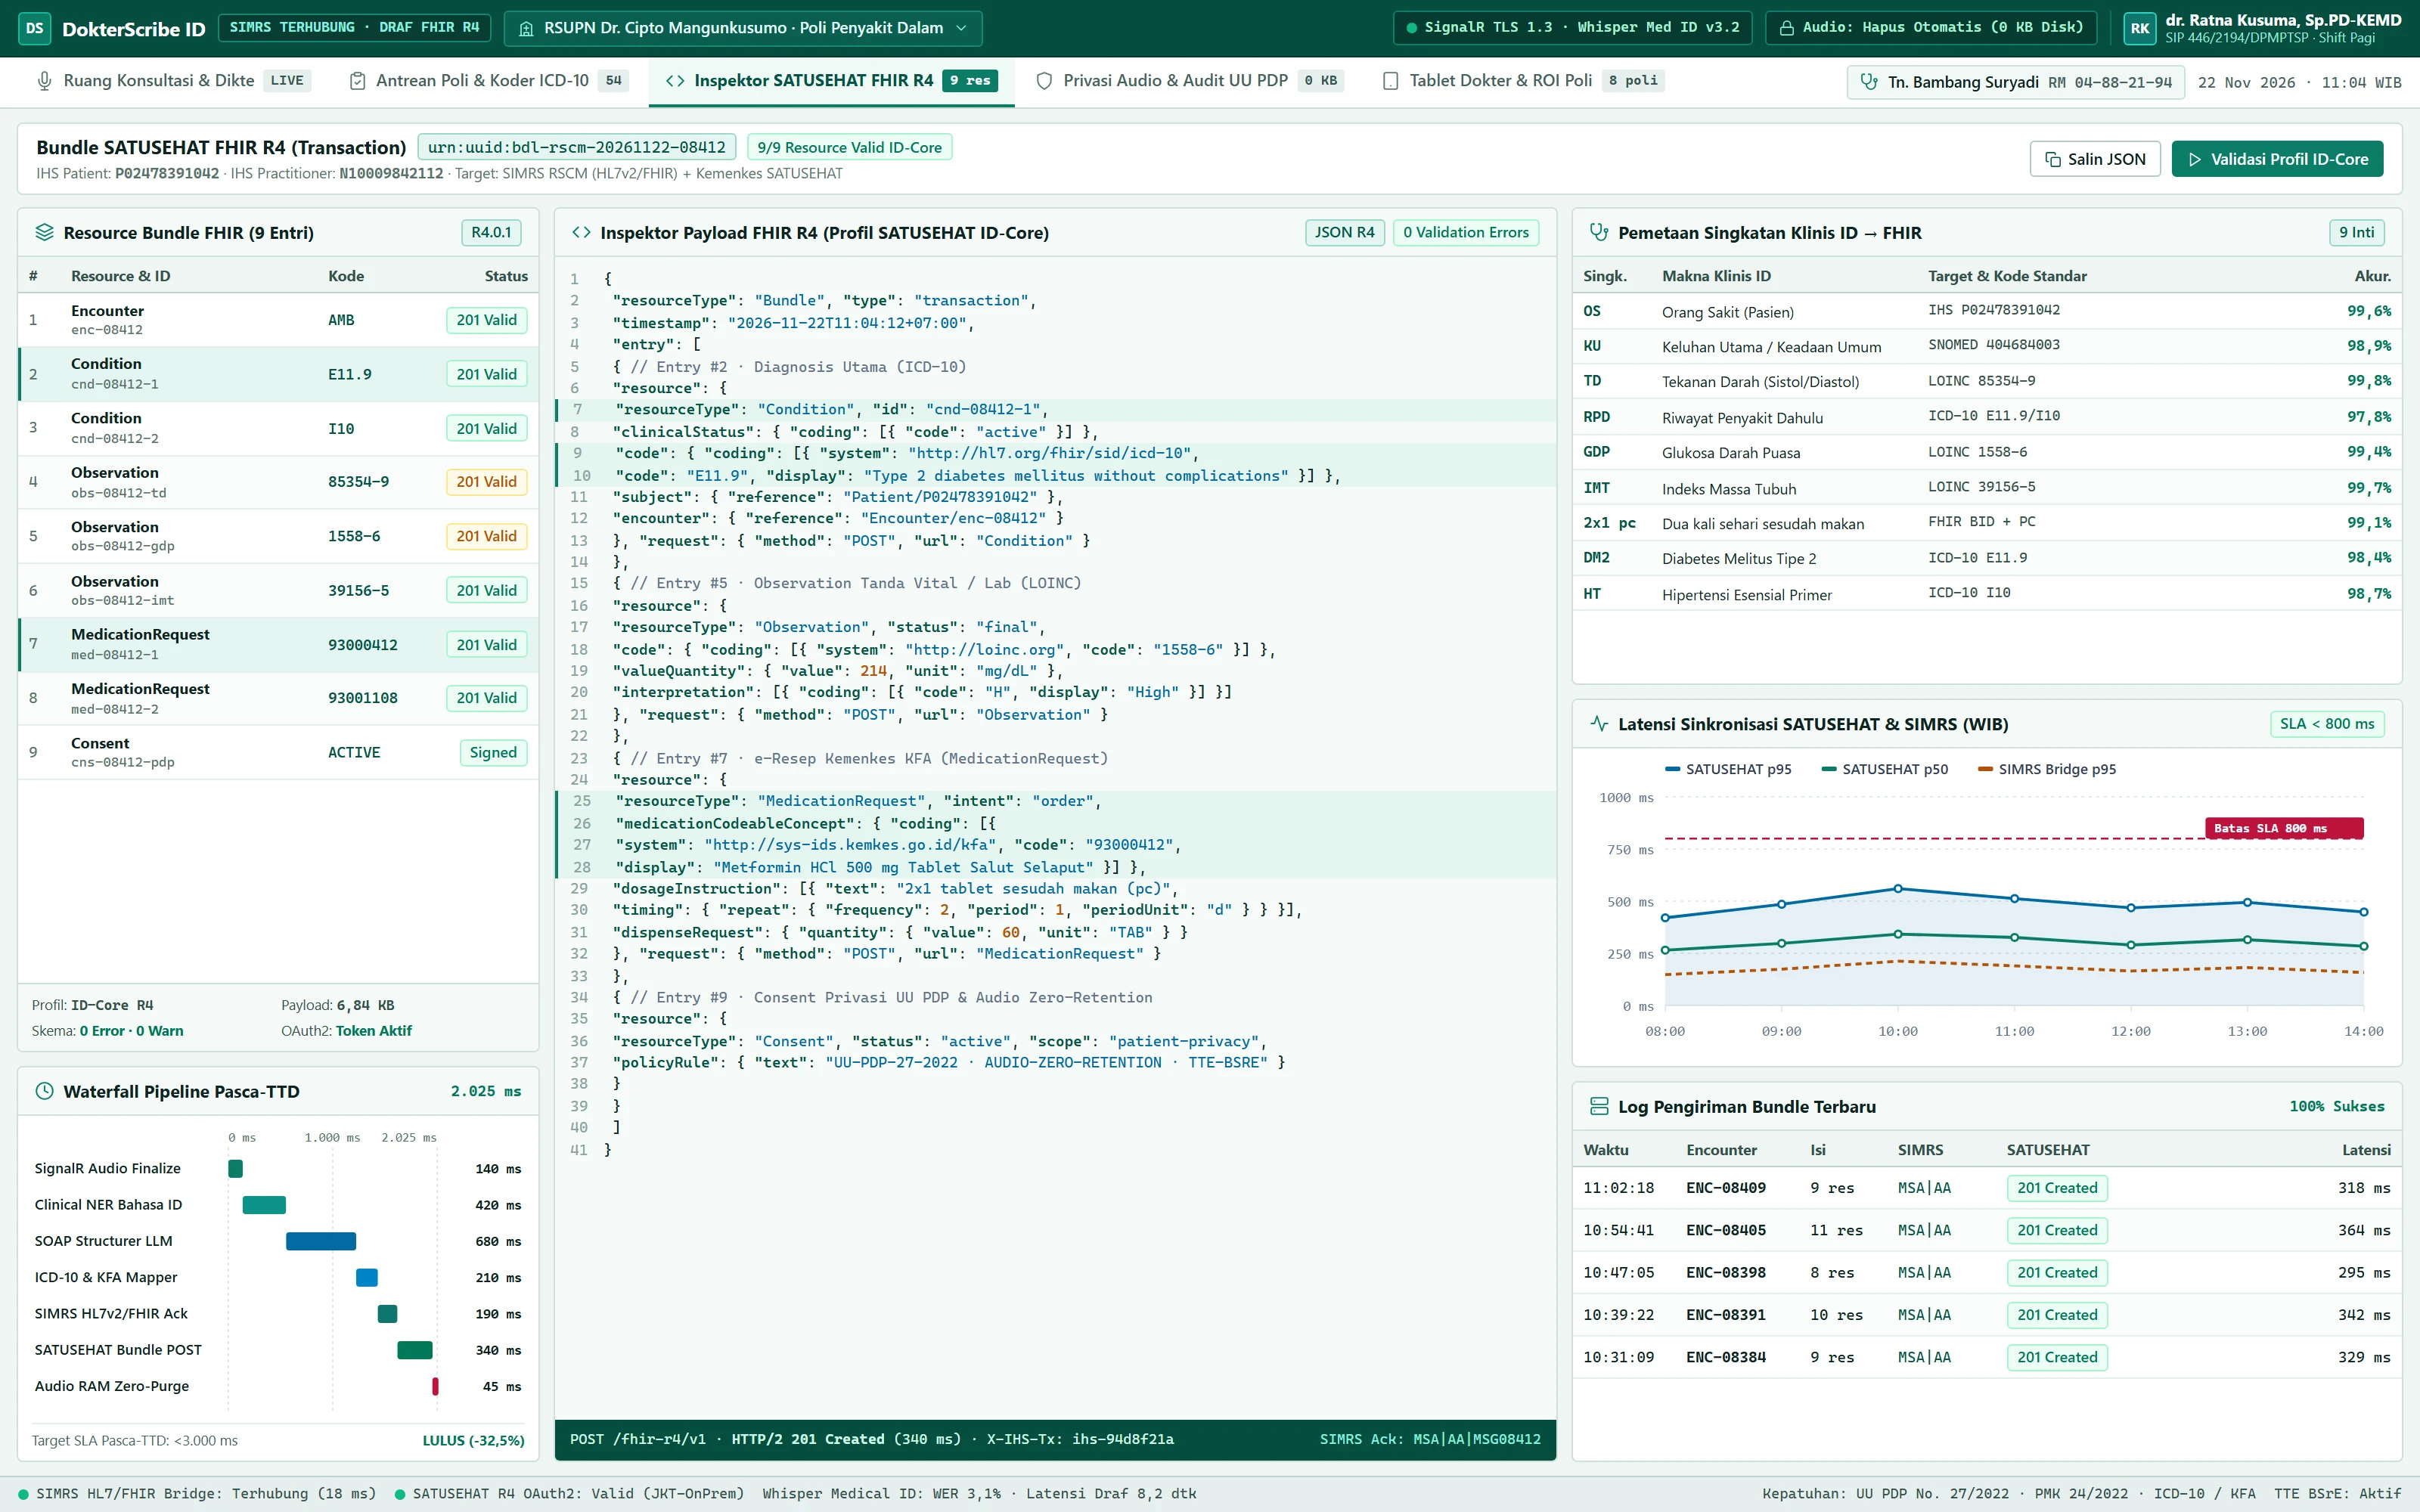 DS DokterScribe ID SIMRS TERHUBUNG · DRAF FHIR R4 RSUPN Dr. Cipto Mangunkusumo · Poli Penyakit Dalam SignalR TLS 1.3 · Whisper Med ID v3.2 Audio: Hapus Otomatis (0 KB Disk) RK dr. Ratna Kusuma, Sp.PD-KEMD
SIP 446/2194/DPMPTSP · Shift Pagi
Ruang Konsultasi & Dikte LIVE Antrean Poli & Koder ICD-10 54 Inspektor SATUSEHAT FHIR R4 9 res Privasi Audio & Audit UU PDP 0 KB Tablet Dokter & ROI Poli 8 poli Tn. Bambang Suryadi RM 04-88-21-94 22 Nov 2026 · 11:04 WIB
Bundle SATUSEHAT FHIR R4 (Transaction) urn:uuid:bdl-rscm-20261122-08412 9/9 Resource Valid ID-Core
IHS Patient: P02478391042 · IHS Practitioner: N10009842112 · Target: SIMRS RSCM (HL7v2/FHIR) + Kemenkes SATUSEHAT
Salin JSON Validasi Profil ID-Core
Resource Bundle FHIR (9 Entri) R4.0.1
# Resource & ID Kode Status
1 Encounter enc-08412 AMB 201 Valid
2 Condition cnd-08412-1 E11.9 201 Valid
3 Condition cnd-08412-2 I10 201 Valid
4 Observation obs-08412-td 85354-9 201 Valid
5 Observation obs-08412-gdp 1558-6 201 Valid
6 Observation obs-08412-imt 39156-5 201 Valid
7 MedicationRequest med-08412-1 93000412 201 Valid
8 MedicationRequest med-08412-2 93001108 201 Valid
9 Consent cns-08412-pdp ACTIVE Signed
Profil: ID-Core R4 Payload: 6,84 KB
Skema: 0 Error · 0 Warn OAuth2: Token Aktif
Waterfall Pipeline Pasca-TTD 2.025 ms
0 ms 1.000 ms 2.025 ms
SignalR Audio Finalize 140 ms
Clinical NER Bahasa ID 420 ms
SOAP Structurer LLM 680 ms
ICD-10 & KFA Mapper 210 ms
SIMRS HL7v2/FHIR Ack 190 ms
SATUSEHAT Bundle POST 340 ms
Audio RAM Zero-Purge 45 ms
Target SLA Pasca-TTD: <3.000 ms LULUS (-32,5%)
Inspektor Payload FHIR R4 (Profil SATUSEHAT ID-Core) JSON R4 0 Validation Errors
1 {
2 "resourceType": "Bundle", "type": "transaction",
3 "timestamp": "2026-11-22T11:04:12+07:00",
4 "entry": [
5 { // Entry #2 · Diagnosis Utama (ICD-10)
6 "resource": {
7 "resourceType": "Condition", "id": "cnd-08412-1",
8 "clinicalStatus": { "coding": [{ "code": "active" }] },
9 "code": { "coding": [{ "system": "http://hl7.org/fhir/sid/icd-10",
10 "code": "E11.9", "display": "Type 2 diabetes mellitus without complications" }] },
11 "subject": { "reference": "Patient/P02478391042" },
12 "encounter": { "reference": "Encounter/enc-08412" }
13 }, "request": { "method": "POST", "url": "Condition" }
14 },
15 { // Entry #5 · Observation Tanda Vital / Lab (LOINC)
16 "resource": {
17 "resourceType": "Observation", "status": "final",
18 "code": { "coding": [{ "system": "http://loinc.org", "code": "1558-6" }] },
19 "valueQuantity": { "value": 214, "unit": "mg/dL" },
20 "interpretation": [{ "coding": [{ "code": "H", "display": "High" }] }]
21 }, "request": { "method": "POST", "url": "Observation" }
22 },
23 { // Entry #7 · e-Resep Kemenkes KFA (MedicationRequest)
24 "resource": {
25 "resourceType": "MedicationRequest", "intent": "order",
26 "medicationCodeableConcept": { "coding": [{
27 "system": "http://sys-ids.kemkes.go.id/kfa", "code": "93000412",
28 "display": "Metformin HCl 500 mg Tablet Salut Selaput" }] },
29 "dosageInstruction": [{ "text": "2x1 tablet sesudah makan (pc)",
30 "timing": { "repeat": { "frequency": 2, "period": 1, "periodUnit": "d" } } }],
31 "dispenseRequest": { "quantity": { "value": 60, "unit": "TAB" } }
32 }, "request": { "method": "POST", "url": "MedicationRequest" }
33 },
34 { // Entry #9 · Consent Privasi UU PDP & Audio Zero-Retention
35 "resource": {
36 "resourceType": "Consent", "status": "active", "scope": "patient-privacy",
37 "policyRule": { "text": "UU-PDP-27-2022 · AUDIO-ZERO-RETENTION · TTE-BSRE" }
38 }
39 }
40 ]
41 }
POST /fhir-r4/v1 · HTTP/2 201 Created (340 ms) · X-IHS-Tx: ihs-94d8f21a SIMRS Ack: MSA|AA|MSG08412
Pemetaan Singkatan Klinis ID → FHIR 9 Inti
Singk. Makna Klinis ID Target & Kode Standar Akur.
OS Orang Sakit (Pasien) IHS P02478391042 99,6%
KU Keluhan Utama / Keadaan Umum SNOMED 404684003 98,9%
TD Tekanan Darah (Sistol/Diastol) LOINC 85354-9 99,8%
RPD Riwayat Penyakit Dahulu ICD-10 E11.9/I10 97,8%
GDP Glukosa Darah Puasa LOINC 1558-6 99,4%
IMT Indeks Massa Tubuh LOINC 39156-5 99,7%
2x1 pc Dua kali sehari sesudah makan FHIR BID + PC 99,1%
DM2 Diabetes Melitus Tipe 2 ICD-10 E11.9 98,4%
HT Hipertensi Esensial Primer ICD-10 I10 98,7%
Latensi Sinkronisasi SATUSEHAT & SIMRS (WIB) SLA < 800 ms
SATUSEHAT p95 SATUSEHAT p50 SIMRS Bridge p95
1000 ms
Batas SLA 800 ms
750 ms
500 ms
250 ms
0 ms
08:00 09:00 10:00 11:00 12:00 13:00 14:00
Log Pengiriman Bundle Terbaru 100% Sukses
Waktu Encounter Isi SIMRS SATUSEHAT Latensi
11:02:18 ENC-08409 9 res MSA|AA 201 Created 318 ms
10:54:41 ENC-08405 11 res MSA|AA 201 Created 364 ms
10:47:05 ENC-08398 8 res MSA|AA 201 Created 295 ms
10:39:22 ENC-08391 10 res MSA|AA 201 Created 342 ms
10:31:09 ENC-08384 9 res MSA|AA 201 Created 329 ms
SIMRS HL7/FHIR Bridge: Terhubung (18 ms) SATUSEHAT R4 OAuth2: Valid (JKT-OnPrem) Whisper Medical ID: WER 3,1% · Latensi Draf 8,2 dtk Kepatuhan: UU PDP No. 27/2022 · PMK 24/2022 · ICD-10 / KFA TTE BSrE: Aktif